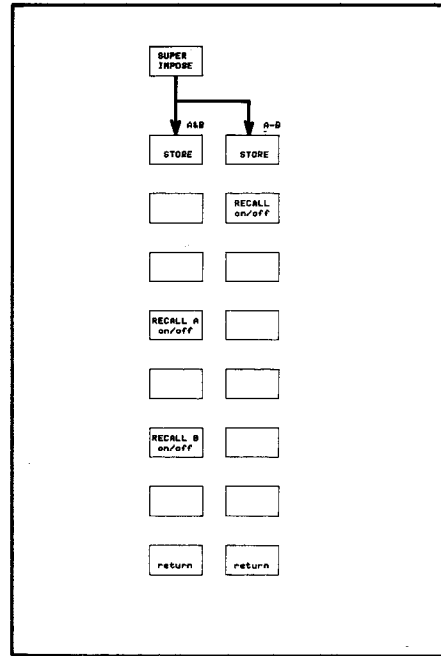 SUPER
IMPOSE
A&B
A-B
STORE
STORE
RECALL
on/off
RECALL A
on/off
RECALL B
on/off
return
return